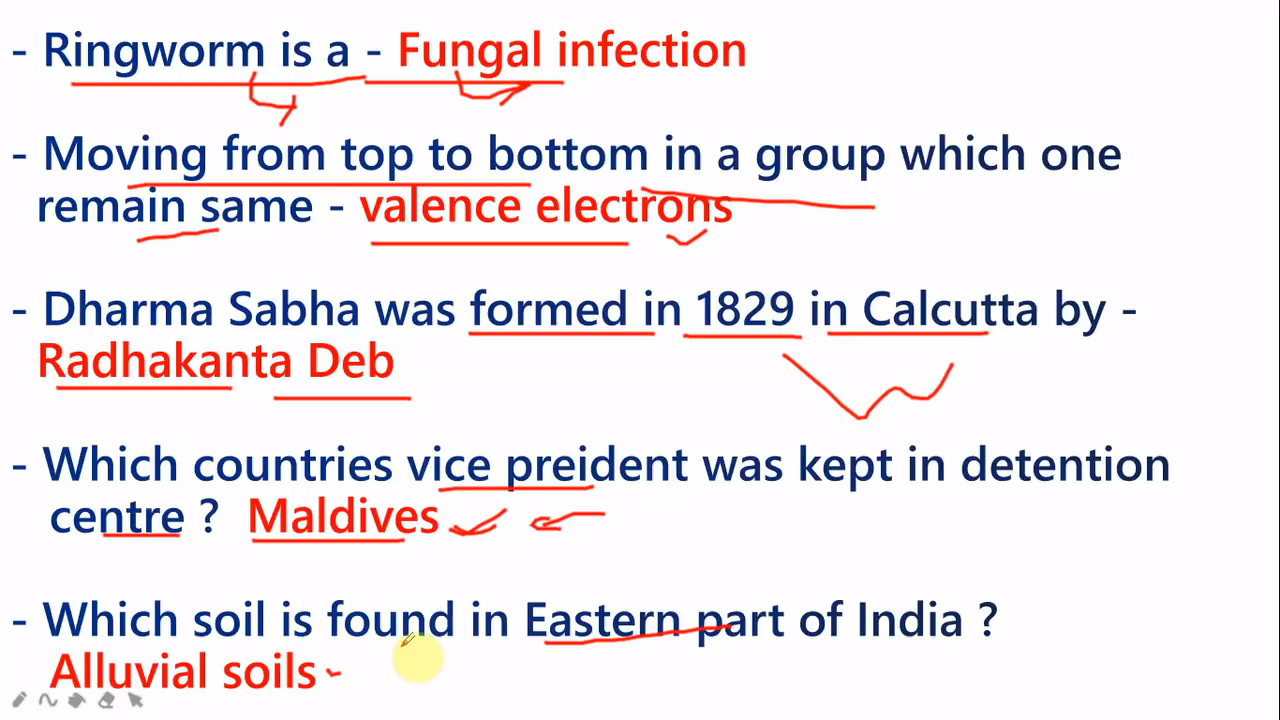 - Ringworm is a - Fungal infection
- Moving from top to bottom in a group which one
remain same - valence electrons
- Dharma Sabha was formed in 1829 in Calcutta by -
Radhakanta Deb
- Which countries vice preident was kept in detention
centre ? Maldives
- Which soil is found in Eastern part of India ?
Alluvial soils